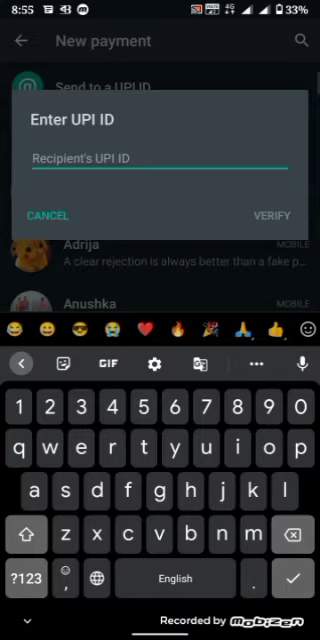 8:55 4G 33%
New payment
Send to a UPI ID
Enter UPI ID
Recipient's UPI ID
CANCEL VERIFY
Adrija MOBILE
A clear rejection is always better than a fake p...
Anushka MOBILE
GIF
1 2 3 4 5 6 7 8 9 0
q w e r t y u i o p
a s d f g h j k l
z x c v b n m
?123 , English .
Recorded by mobizen